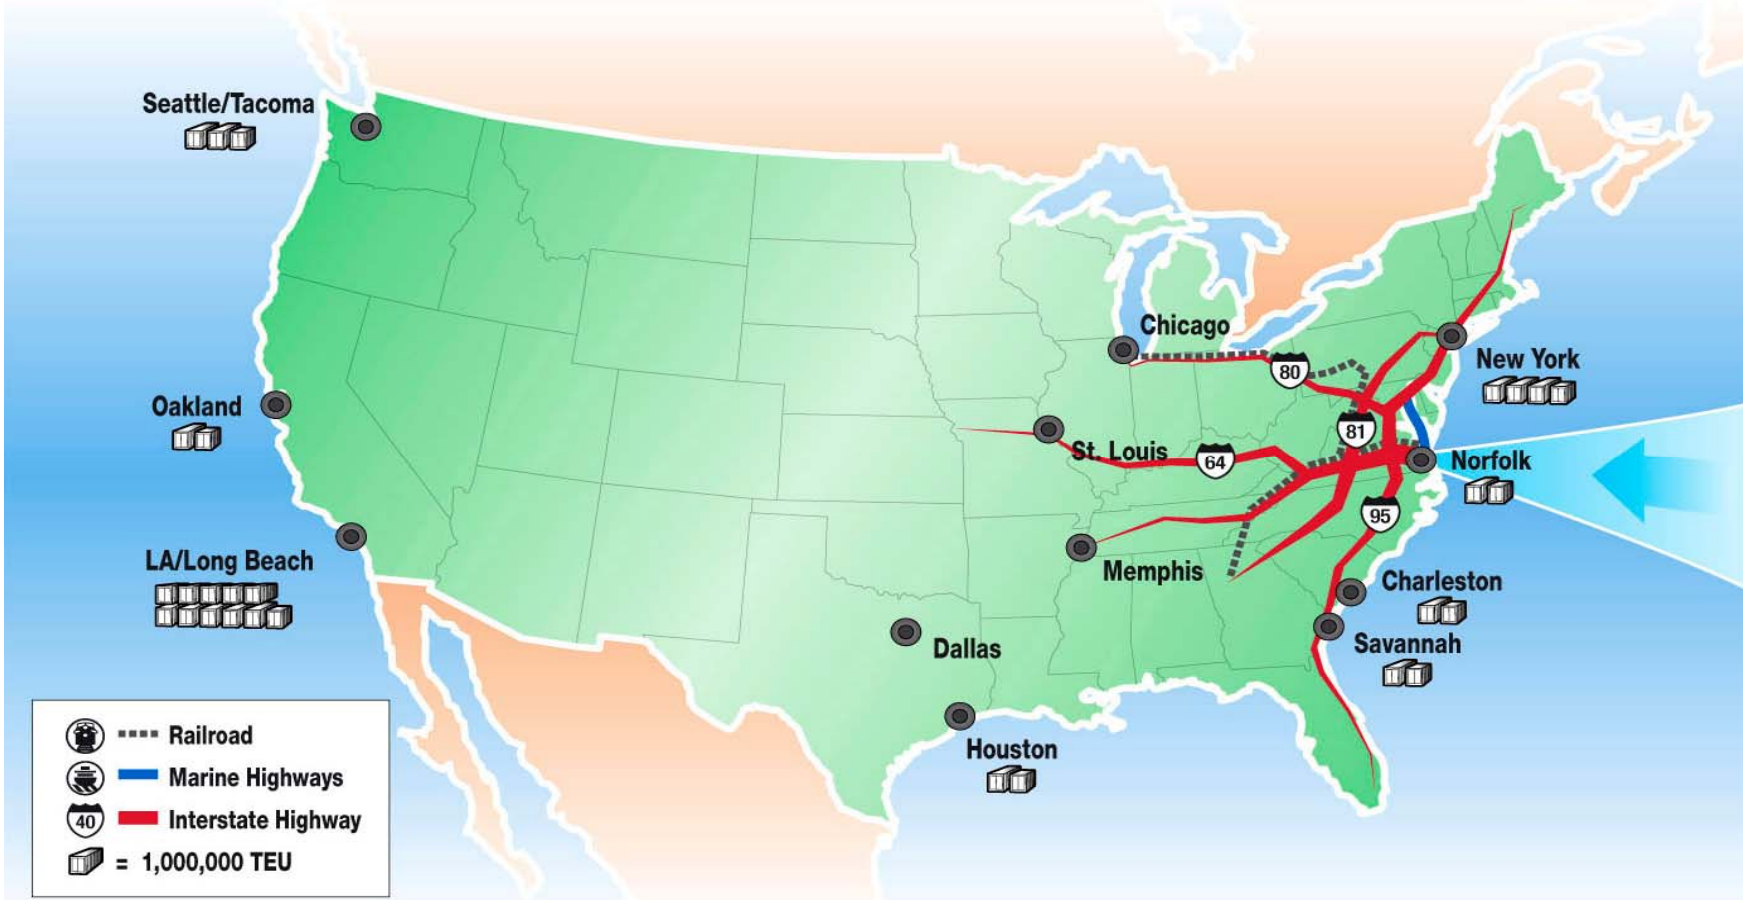 Seattle/Tacoma
Chicago
New York
80
Oakland
81
St. Louis
64
Norfolk
95
LA/Long Beach
Memphis
Charleston
Savannah
Dallas
Houston
Railroad
Marine Highways
40 Interstate Highway
= 1,000,000 TEU